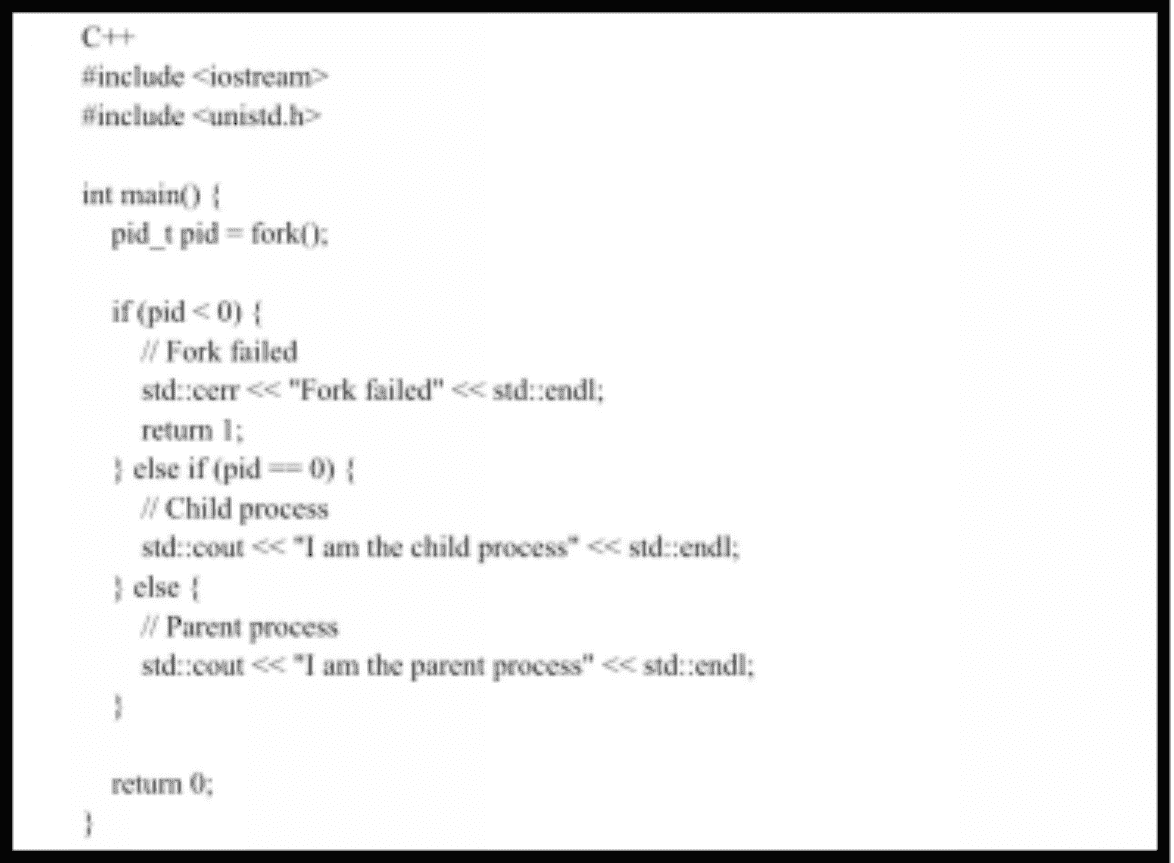 C++
#include <iostream>
#include <unistd.h>
int main() {
pid_t pid = fork();
if (pid < 0) {
// Fork failed
std::cerr << "Fork failed" << std::endl;
return 1;
} else if (pid == 0) {
// Child process
std::cout << "I am the child process" << std::endl;
} else {
// Parent process
std::cout << "I am the parent process" << std::endl;
}
return 0;
}